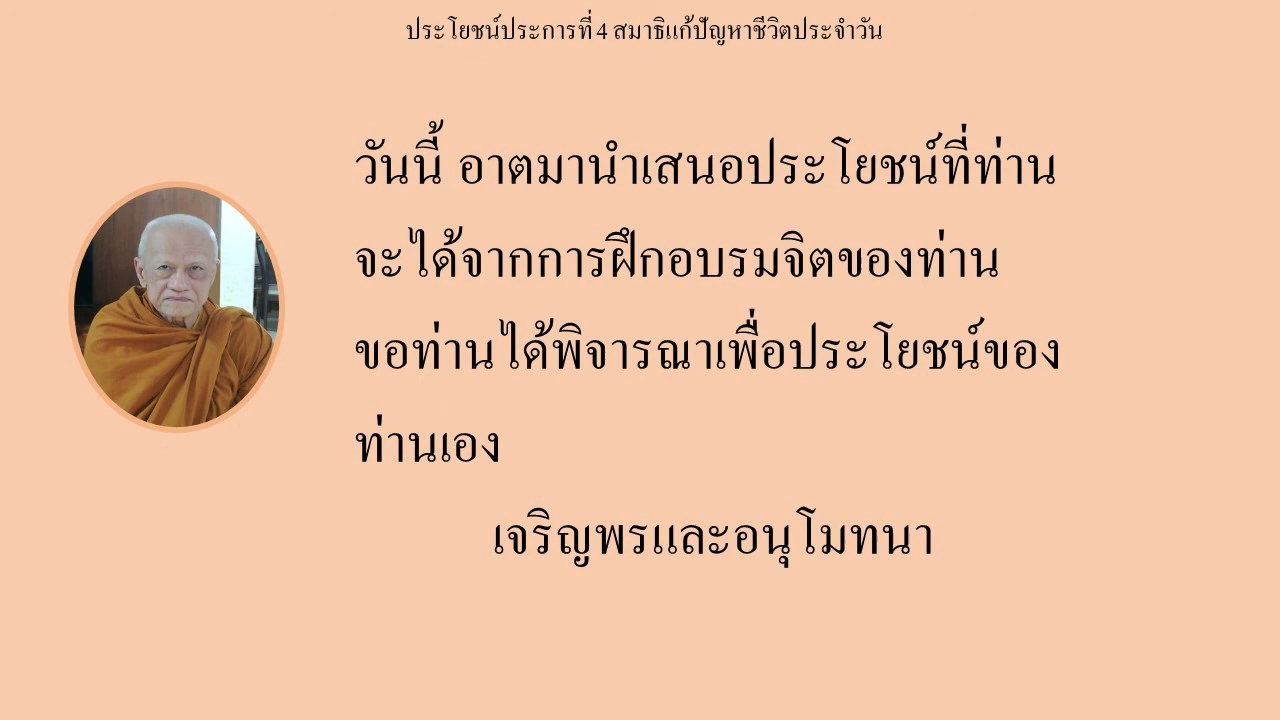 ประโยชน์ประการที่ 4 สมาธิแก้ปัญหาชีวิตประจำวัน
วันนี้ อาตมานำเสนอประโยชน์ที่ท่าน
จะได้จากการฝึกอบรมจิตของท่าน
ขอท่านได้พิจารณาเพื่อประโยชน์ของ
ท่านเอง
เจริญพรและอนุโมทนา